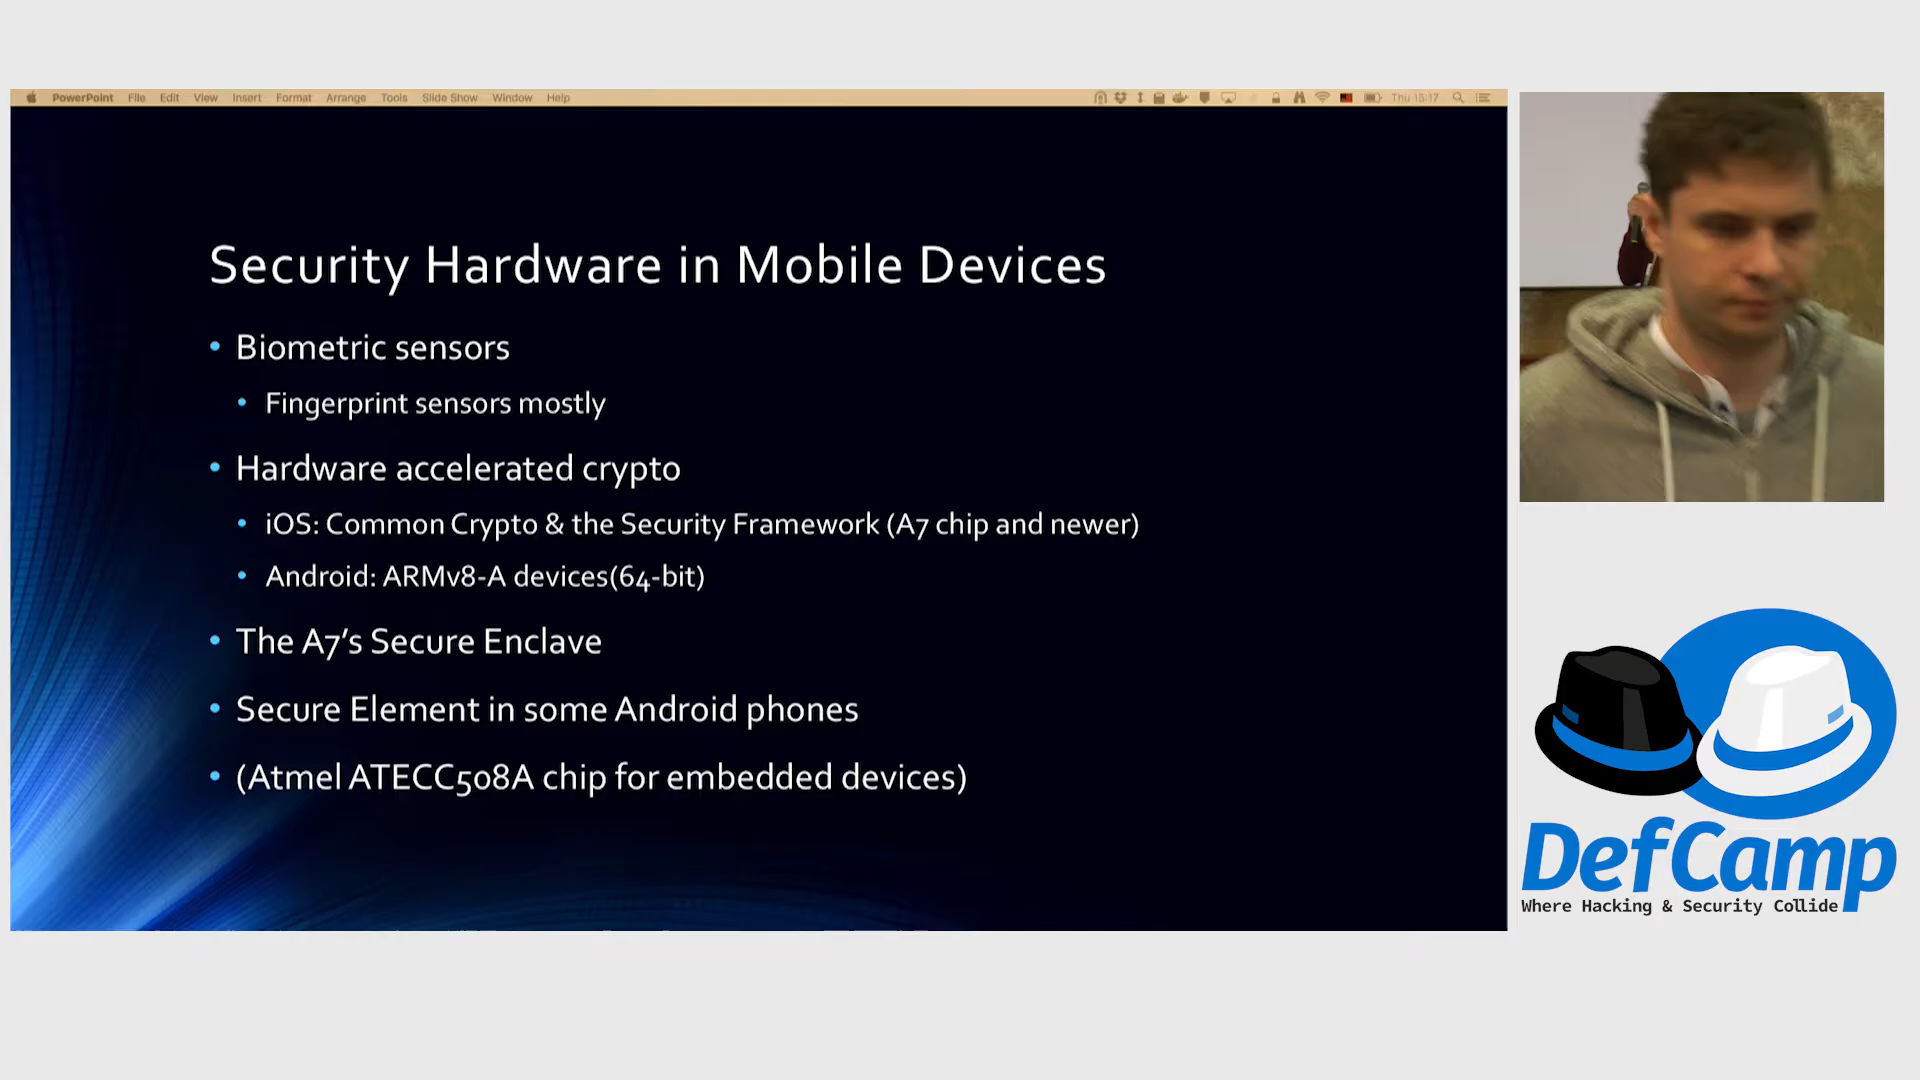 PowerPoint File Edit View Insert Format Arrange Tools Slide Show Window Help Thu 15:17
Security Hardware in Mobile Devices
• Biometric sensors
• Fingerprint sensors mostly
• Hardware accelerated crypto
• iOS: Common Crypto & the Security Framework (A7 chip and newer)
• Android: ARMv8-A devices(64-bit)
• The A7’s Secure Enclave
• Secure Element in some Android phones
• (Atmel ATECC508A chip for embedded devices)
DefCamp
Where Hacking & Security Collide